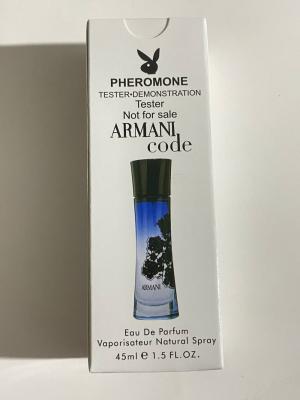 PHEROMONE
TESTER•DEMONSTRATION
Tester
Not for sale
ARMANI
code
ARMANI
Eau De Parfum
Vaporisateur Natural Spray
45ml e 1.5 FL.OZ.